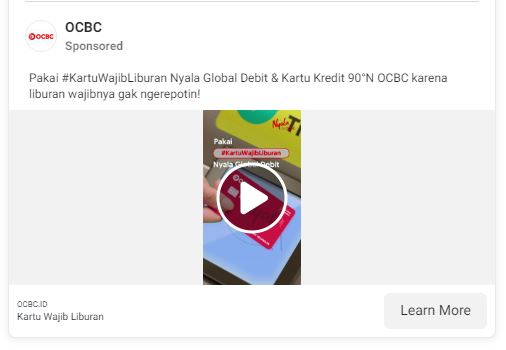 OCBC
OCBC
Sponsored
Pakai #KartuWajibLiburan Nyala Global Debit & Kartu Kredit 90°N OCBC karena
liburan wajibnya gak ngerepotin!
Nyala
Pakai
#KartuWajibLiburan
Nyala Global Debit
OCBC.ID
Kartu Wajib Liburan
Learn More